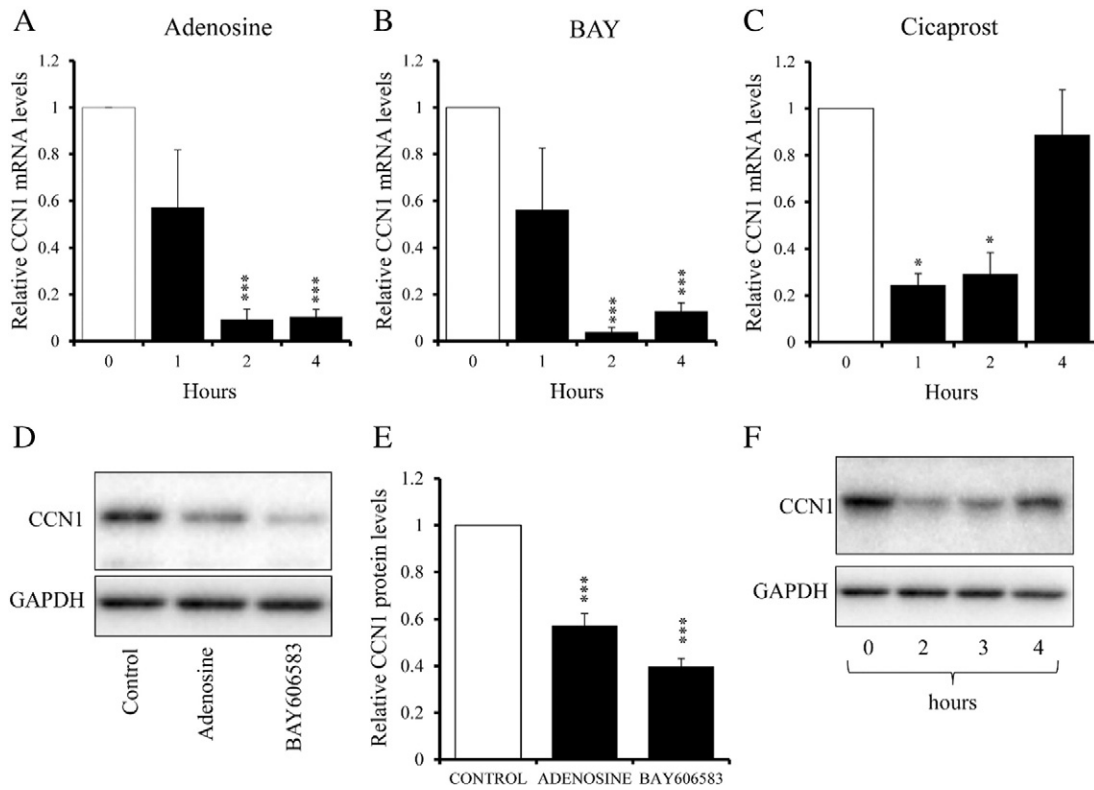 A
Adenosine
1.2
1
0.8
0.6
0.4
0.2
0
Relative CCN1 mRNA levels
***
***
0 1 2 4
Hours
B
BAY
1.2
1
0.8
0.6
0.4
0.2
0
Relative CCN1 mRNA levels
***
***
0 1 2 4
Hours
C
Cicaprost
1.2
1
0.8
0.6
0.4
0.2
0
Relative CCN1 mRNA levels
*
*
0 1 2 4
Hours
D
CCN1
GAPDH
Control
Adenosine
BAY606583
E
1.2
1
0.8
0.6
0.4
0.2
0
Relative CCN1 protein levels
***
***
CONTROL ADENOSINE BAY606583
F
CCN1
GAPDH
0 2 3 4
hours